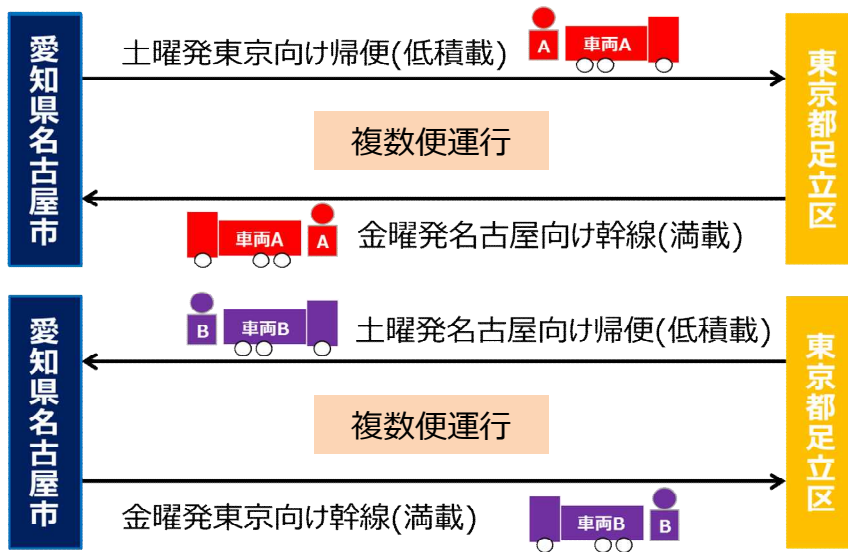 愛知県名古屋市
土曜発東京向け帰便(低積載)
A
車両A
東京都足立区
複数便運行
車両A
A
金曜発名古屋向け幹線(満載)
愛知県名古屋市
B
車両B
土曜発名古屋向け帰便(低積載)
東京都足立区
複数便運行
金曜発東京向け幹線(満載)
車両B
B